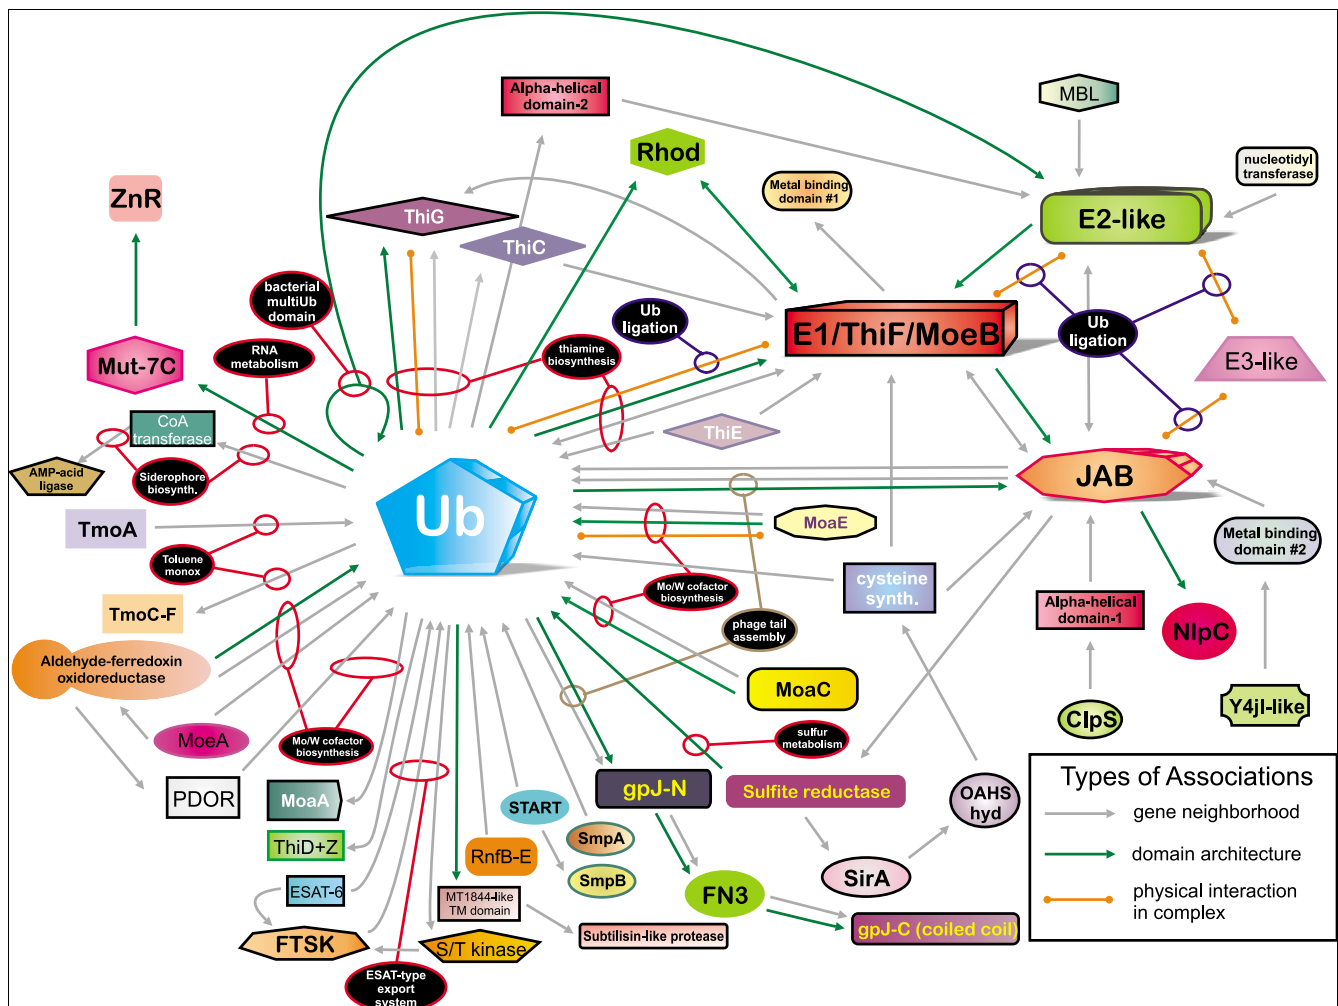 Alpha-helical
domain-2
MBL
Rhod
nucleotidyl
transferase
ZnR
Metal binding
domain #1
ThiG
E2-like
ThiC
bacterial
multiUb
domain
Ub
ligation
E1/ThiF/MoeB
Ub
ligation
RNA
metabolism
thiamine
biosynthesis
Mut-7C
E3-like
CoA
transferase
ThiE
AMP-acid
ligase
Siderophore
biosynth.
JAB
Ub
TmoA
MoaE
Metal binding
domain #2
Toluene
monox
cysteine
synth.
Mo/W cofactor
biosynthesis
TmoC-F
Alpha-helical
domain-1
NlpC
phage tail
assembly
Aldehyde-ferredoxin
oxidoreductase
MoaC
Y4jl-like
ClpS
MoeA
Mo/W cofactor
biosynthesis
sulfur
metabolism
PDOR
MoaA
START
gpJ-N
Sulfite reductase
OAHS
hyd
Types of Associations
gene neighborhood
domain architecture
physical interaction
in complex
ThiD+Z
RnfB-E
SmpA
SmpB
SirA
ESAT-6
MT1844-like
TM domain
FN3
FTSK
S/T kinase
Subtilisin-like protease
gpJ-C (coiled coil)
ESAT-type
export
system